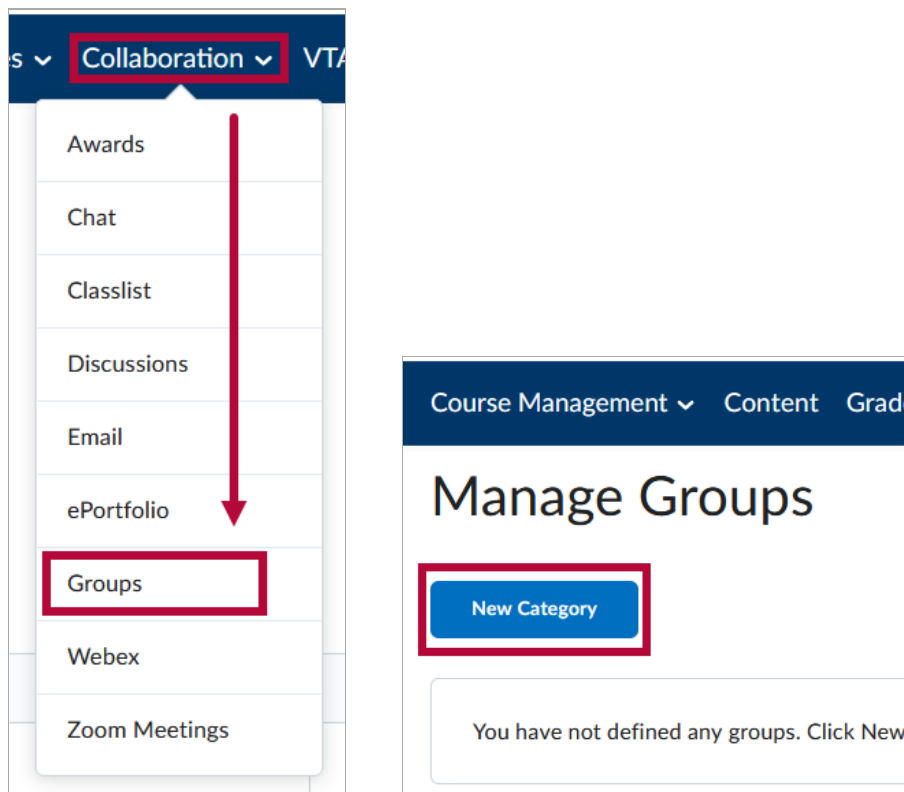 s Collaboration VTA
Awards
Chat
Classlist
Discussions
Email
ePortfolio
Groups
Webex
Zoom Meetings
Course Management Content Grad
Manage Groups
New Category
You have not defined any groups. Click New